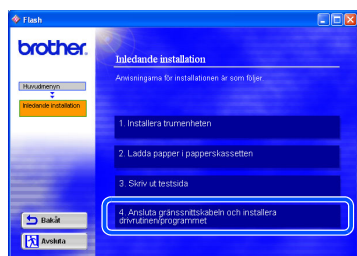 Flash
brother.
Huvudmenyn
Inledande installation
Inledande installation
Anvisningarna för installationen är som följer.
1. Installera trumenheten
2. Ladda papper i papperskassetten
3. Skriv ut testsida
4. Ansluta gränssnittskabeln och installera
drivrutinen/programmet
Bakåt
Avsluta